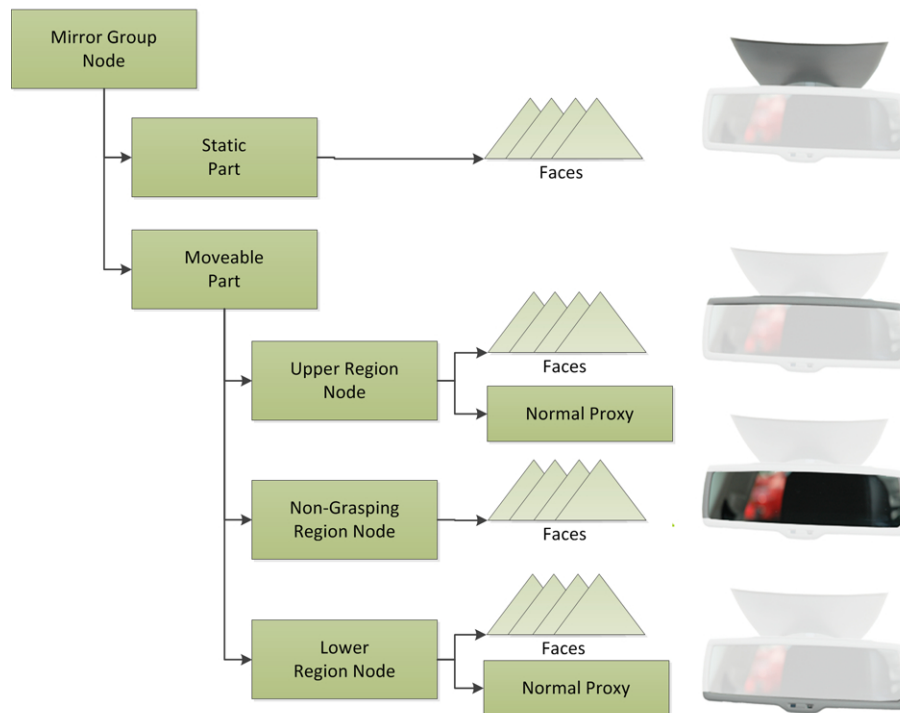 Mirror Group
Node
Static
Part
Faces
Moveable
Part
Upper Region
Node
Faces
Normal Proxy
Non-Grasping
Region Node
Faces
Lower
Region Node
Faces
Normal Proxy